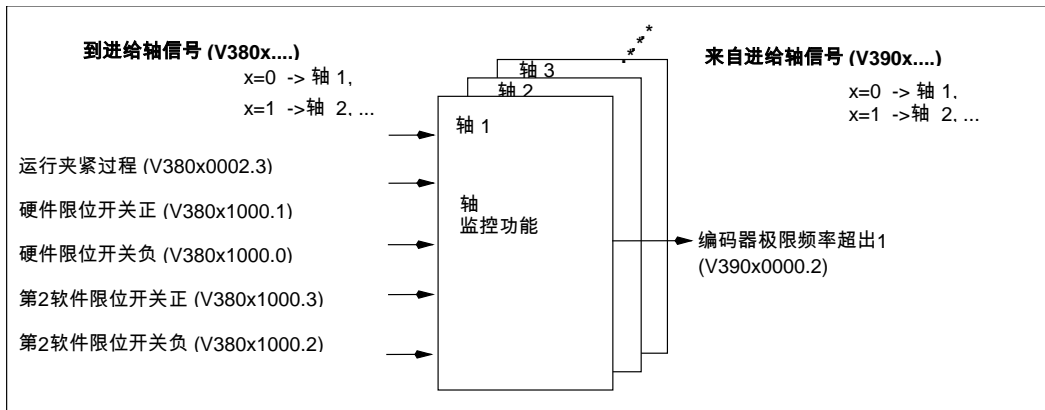 到进给轴信号 (V380x....)
x=0 -> 轴 1,
x=1 ->轴 2, ...
运行夹紧过程 (V380x0002.3)
硬件限位开关正 (V380x1000.1)
硬件限位开关负 (V380x1000.0)
第2软件限位开关正 (V380x1000.3)
第2软件限位开关负 (V380x1000.2)
轴 3
轴 2
轴 1
轴
监控功能
来自进给轴信号 (V390x....)
x=0 -> 轴 1,
x=1 ->轴 2, ...
编码器极限频率超出1
(V390x0000.2)